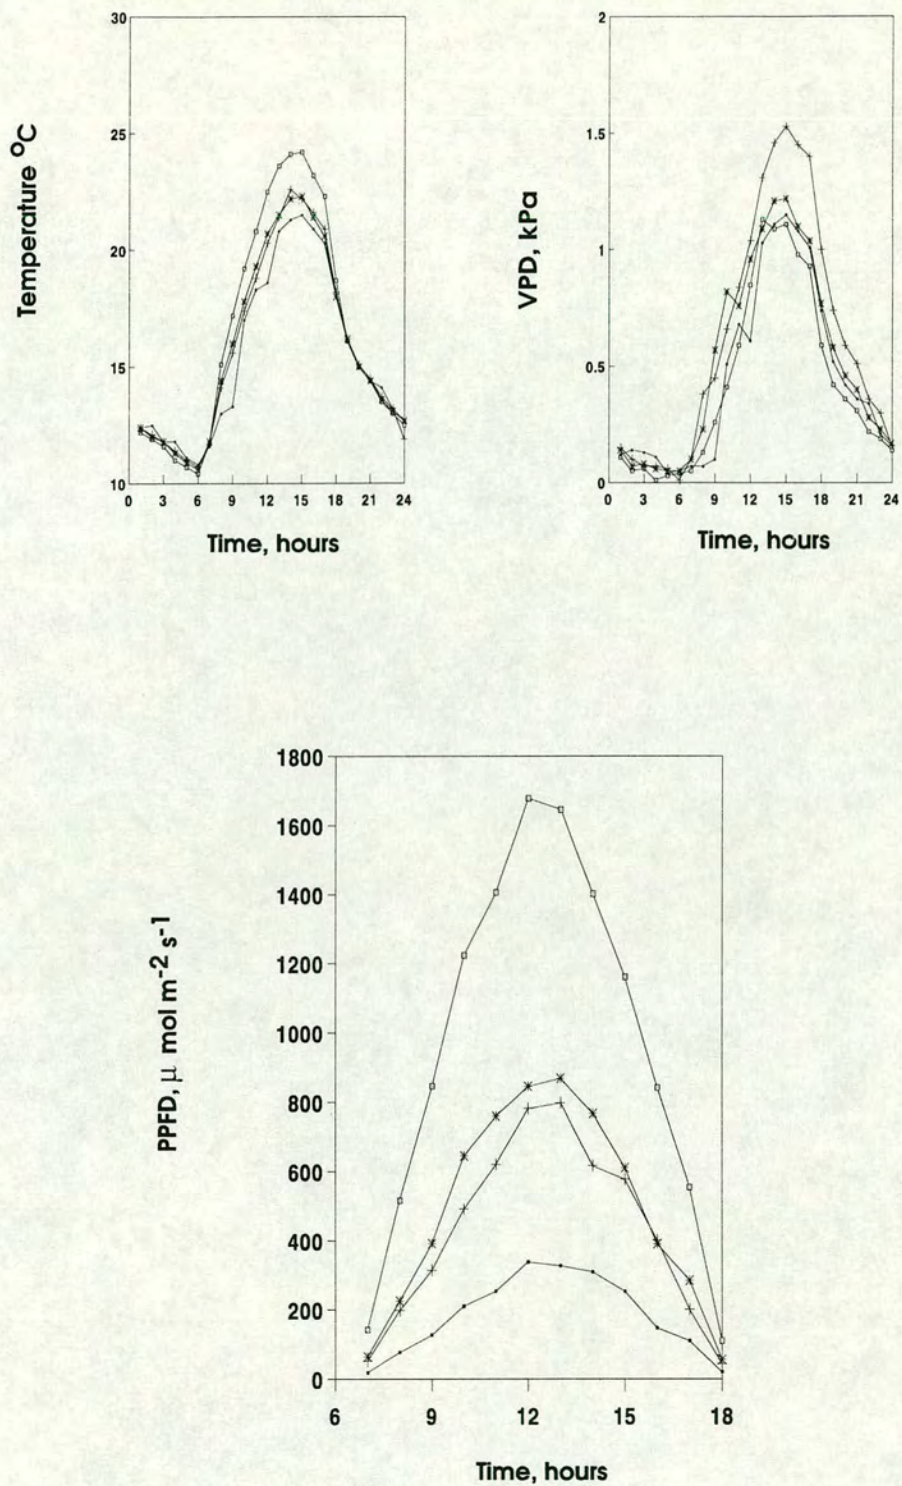 30
25
20
15
10
Temperature °C
0 3 6 9 12 15 18 21 24
Time, hours
2
1.5
1
0.5
0
VPD, kPa
0 3 6 9 12 15 18 21 24
Time, hours
1800
1600
1400
1200
1000
800
600
400
200
0
PPFD, μ mol m⁻² s⁻¹
6 9 12 15 18
Time, hours